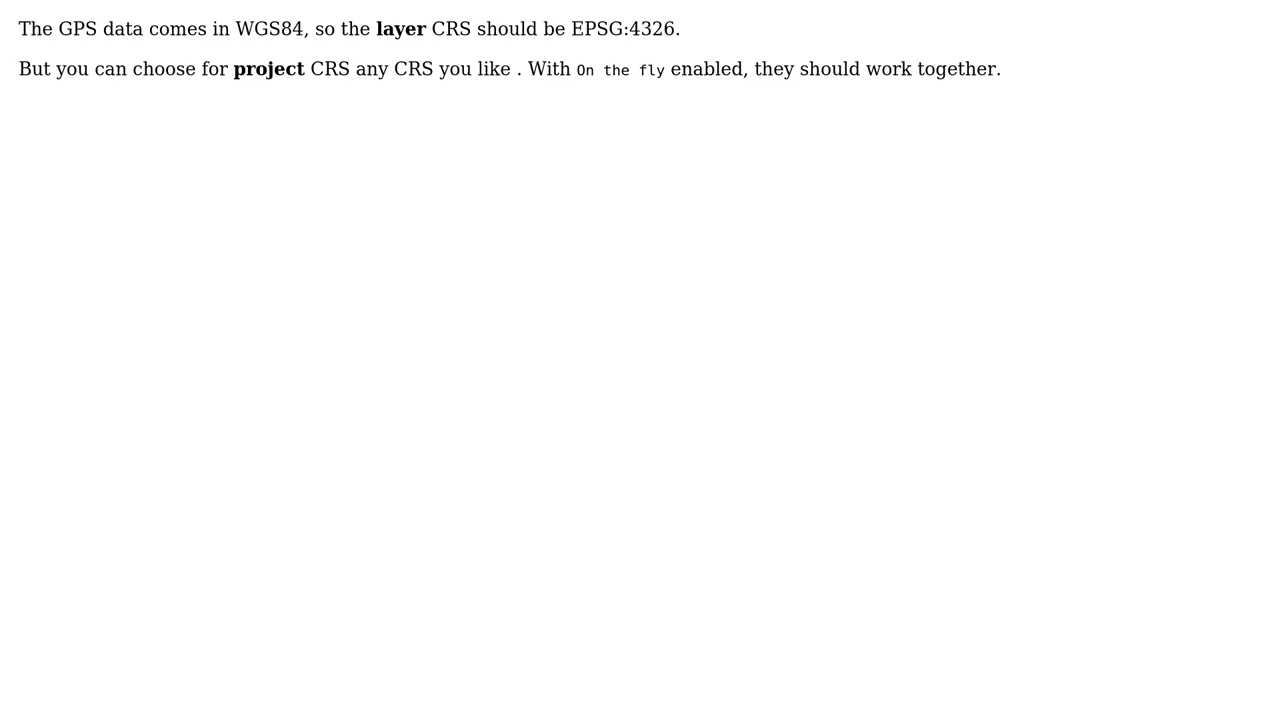 The GPS data comes in WGS84, so the layer CRS should be EPSG:4326.
But you can choose for project CRS any CRS you like . With On the fly enabled, they should work together.